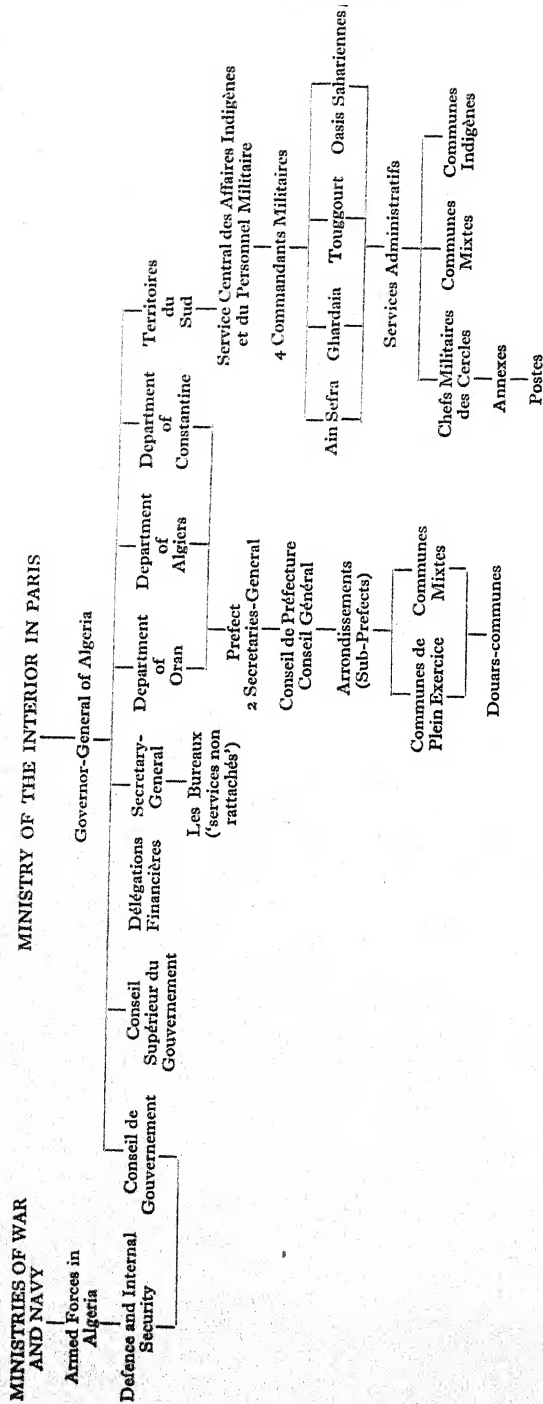 MINISTRIES OF WAR
AND NAVY
Armed Forces in
Algeria
Defence and Internal
Security
MINISTRY OF THE INTERIOR IN PARIS
Governor-General of Algeria
Conseil de
Gouvernement
Conseil
Supérieur du
Gouvernement
Délégations
Financières
Secretary-
General
Les Bureaux
('services non
rattachés')
Department
of
Oran
Department
of
Algiers
Department
of
Constantine
Territoires
du
Sud
Prefect
2 Secretaries-General
Conseil de Préfecture
Conseil Général
Arrondissements
(Sub-Prefects)
Communes de
Plein Exercice
Communes
Mixtes
Douars-communes
Service Central des Affaires Indigènes
et du Personnel Militaire
4 Commandants Militaires
Ain Sefra
Ghardaia
Touggourt
Oasis Sahariennes
Services Administratifs
Chefs Militaires
des Cercles
Annexes
Postes
Communes
Mixtes
Communes
Indigènes